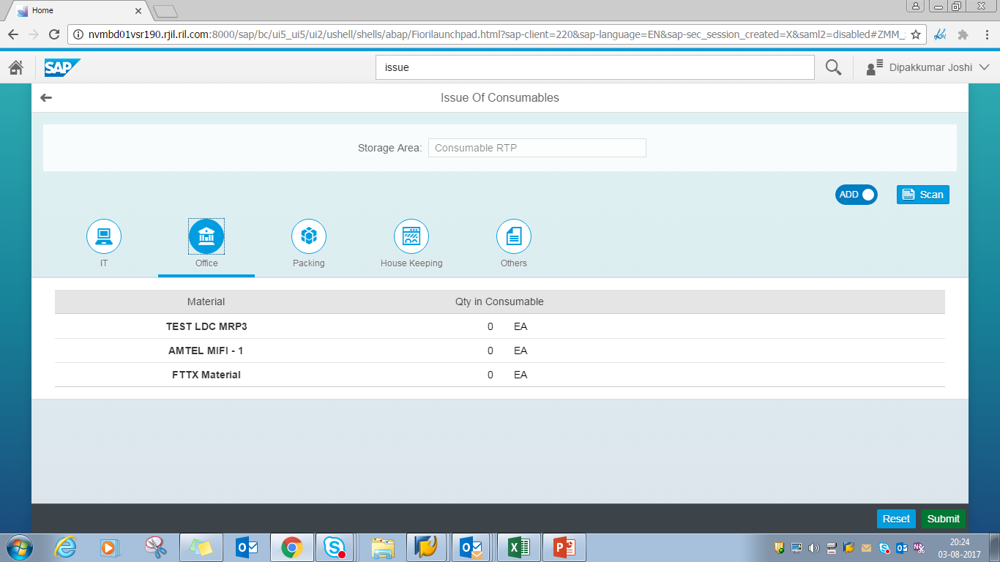 Home
nvmbd01vsr190.rjil.ril.com:8000/sap/bc/ui5_ui5/ui2/ushell/shells/abap/Fiorilaunchpad.html?sap-client=220&sap-language=EN&sap-sec_session_created=X&saml2=disabled#ZMM_
SAP
issue
Dipakkumar Joshi
Issue Of Consumables
Storage Area: Consumable RTP
ADD
Scan
IT
Office
Packing
House Keeping
Others
Material Qty in Consumable
TEST LDC MRP3 0 EA
AMTEL MIFI - 1 0 EA
FTTX Material 0 EA
Reset
Submit
20:24
03-08-2017